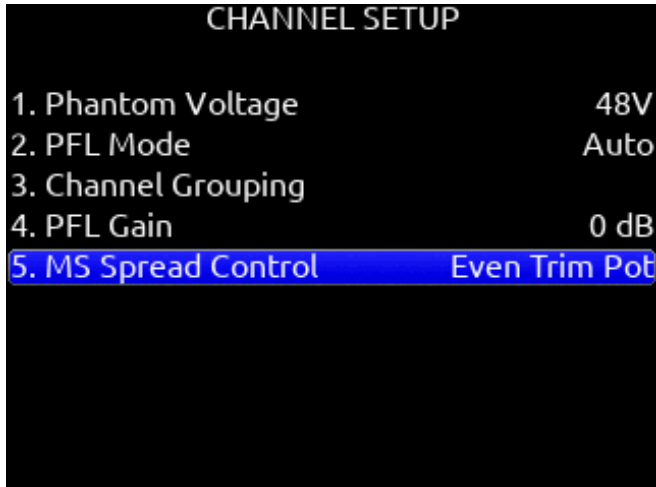 CHANNEL SETUP
1. Phantom Voltage 48V
2. PFL Mode Auto
3. Channel Grouping
4. PFL Gain 0 dB
5. MS Spread Control Even Trim Pot